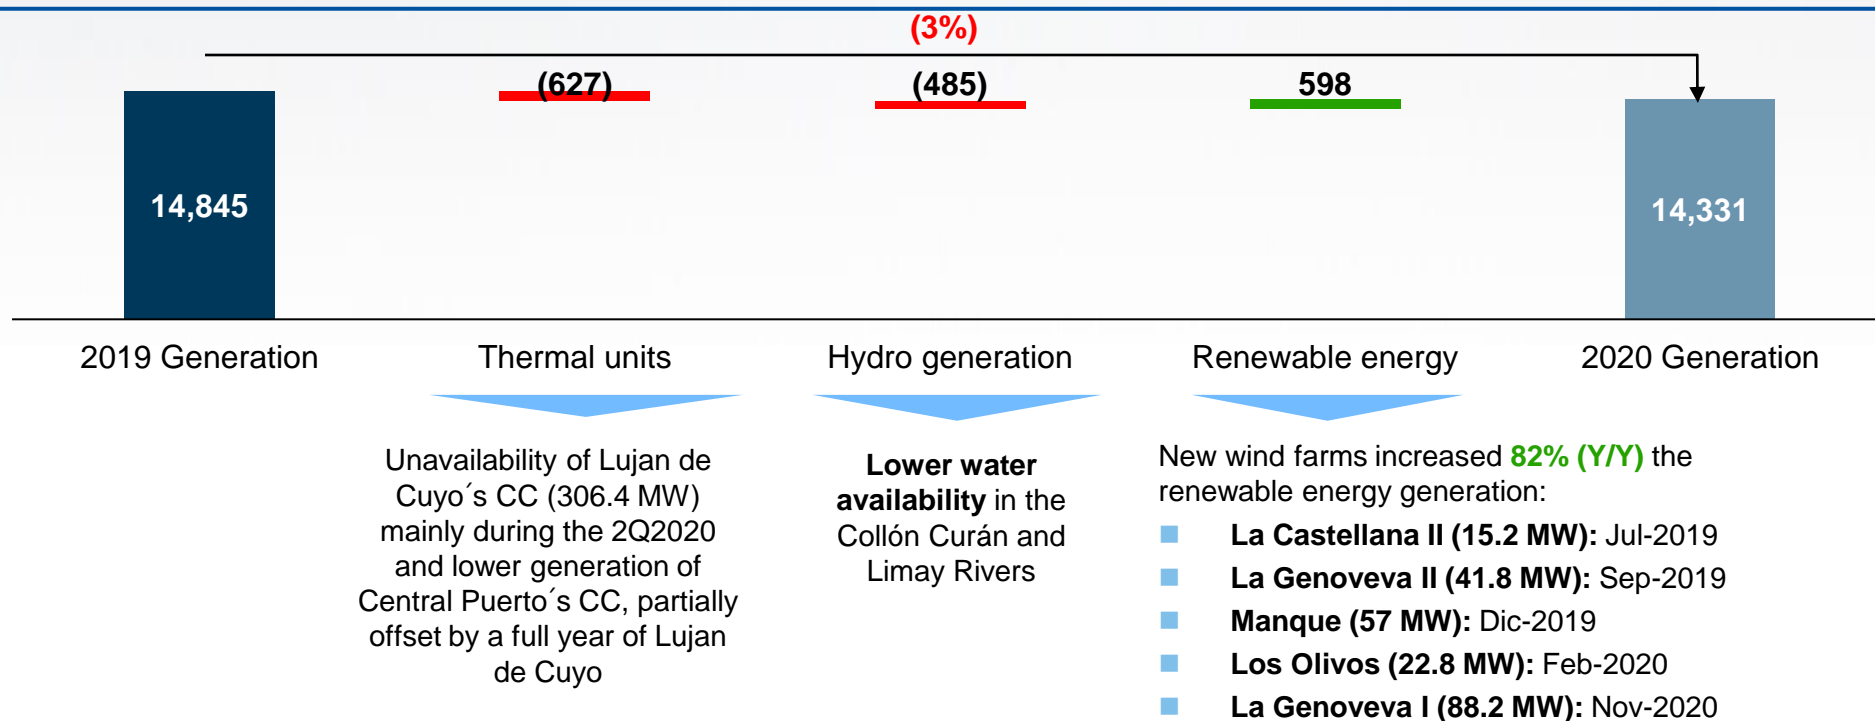 (3%)
(627)
(485)
598
14,845
14,331
2019 Generation
Thermal units
Hydro generation
Renewable energy
2020 Generation
Unavailability of Lujan de
Cuyo´s CC (306.4 MW)
mainly during the 2Q2020
and lower generation of
Central Puerto´s CC, partially
offset by a full year of Lujan
de Cuyo
Lower water
availability in the
Collón Curán and
Limay Rivers
New wind farms increased 82% (Y/Y) the
renewable energy generation:
La Castellana II (15.2 MW): Jul-2019
La Genoveva II (41.8 MW): Sep-2019
Manque (57 MW): Dic-2019
Los Olivos (22.8 MW): Feb-2020
La Genoveva I (88.2 MW): Nov-2020